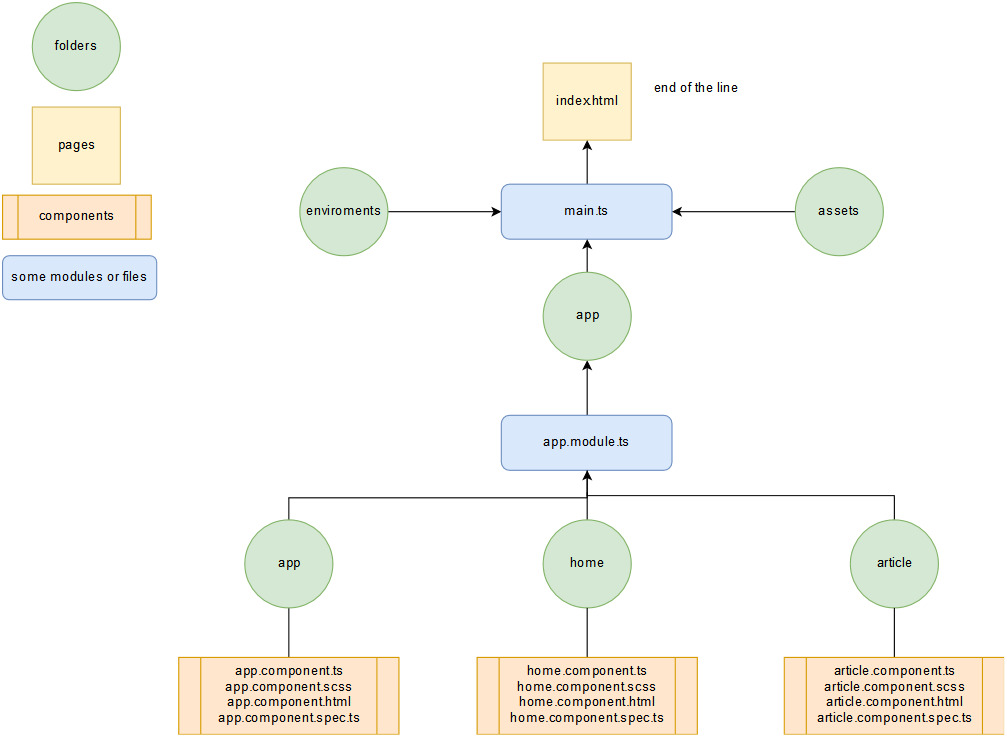 folders
pages
components
some modules or files
index.html
end of the line
enviroments
main.ts
assets
app
app.module.ts
app
home
article
app.component.ts
app.component.scss
app.component.html
app.component.spec.ts
home.component.ts
home.component.scss
home.component.html
home.component.spec.ts
article.component.ts
article.component.scss
article.component.html
article.component.spec.ts